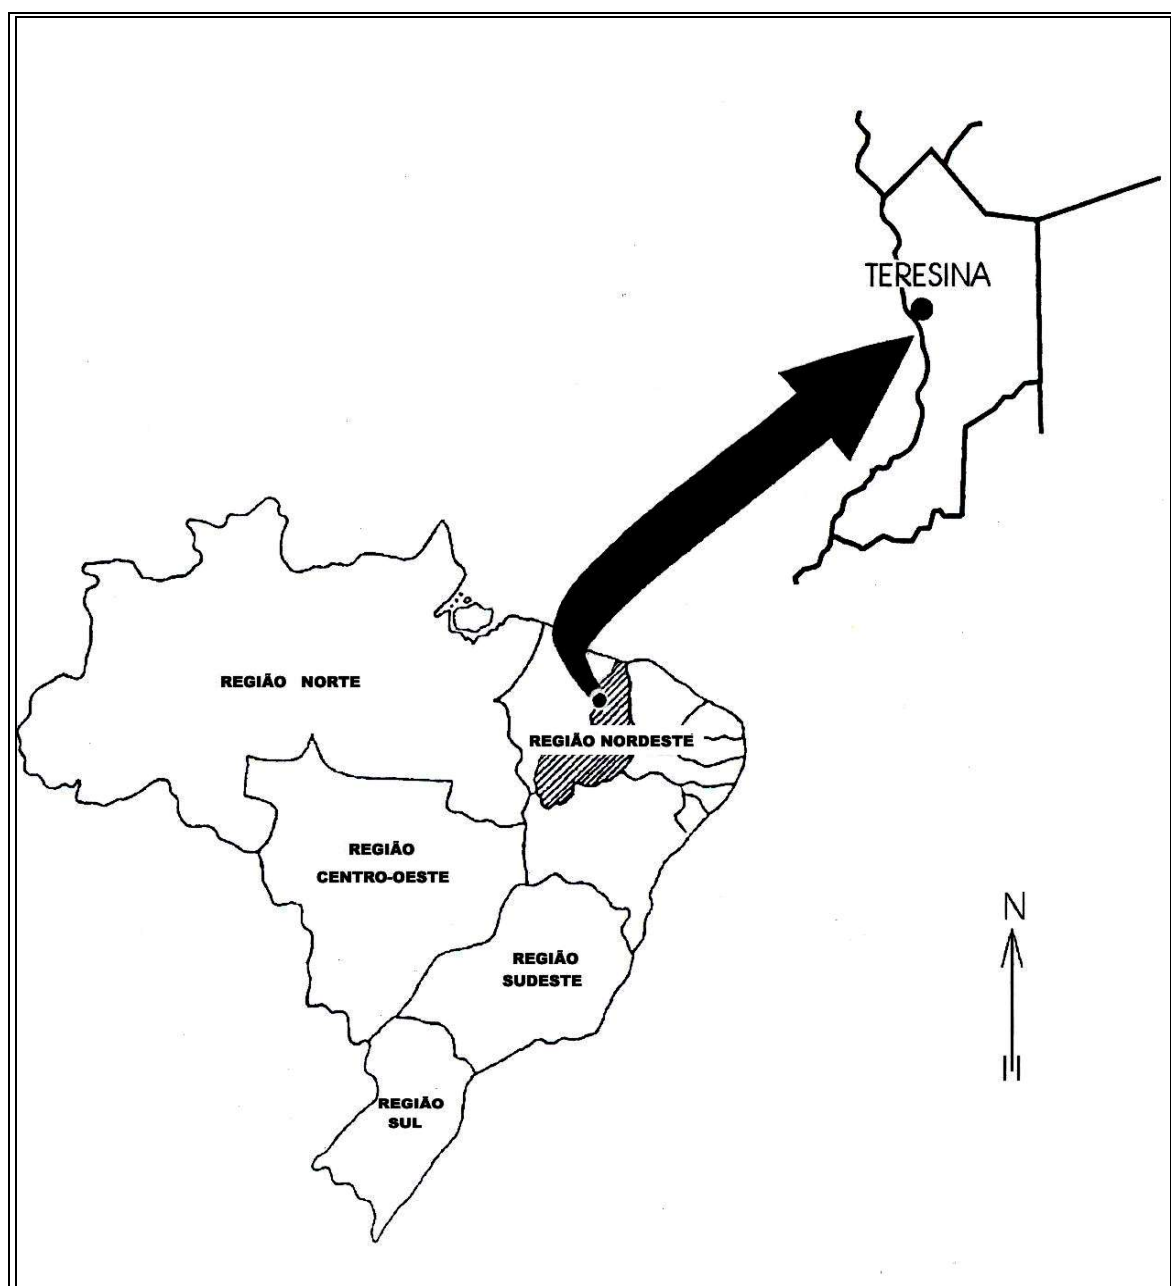 TERESINA
REGIÃO NORTE
REGIÃO NORDESTE
REGIÃO
CENTRO-OESTE
REGIÃO
SUDESTE
REGIÃO
SUL
N